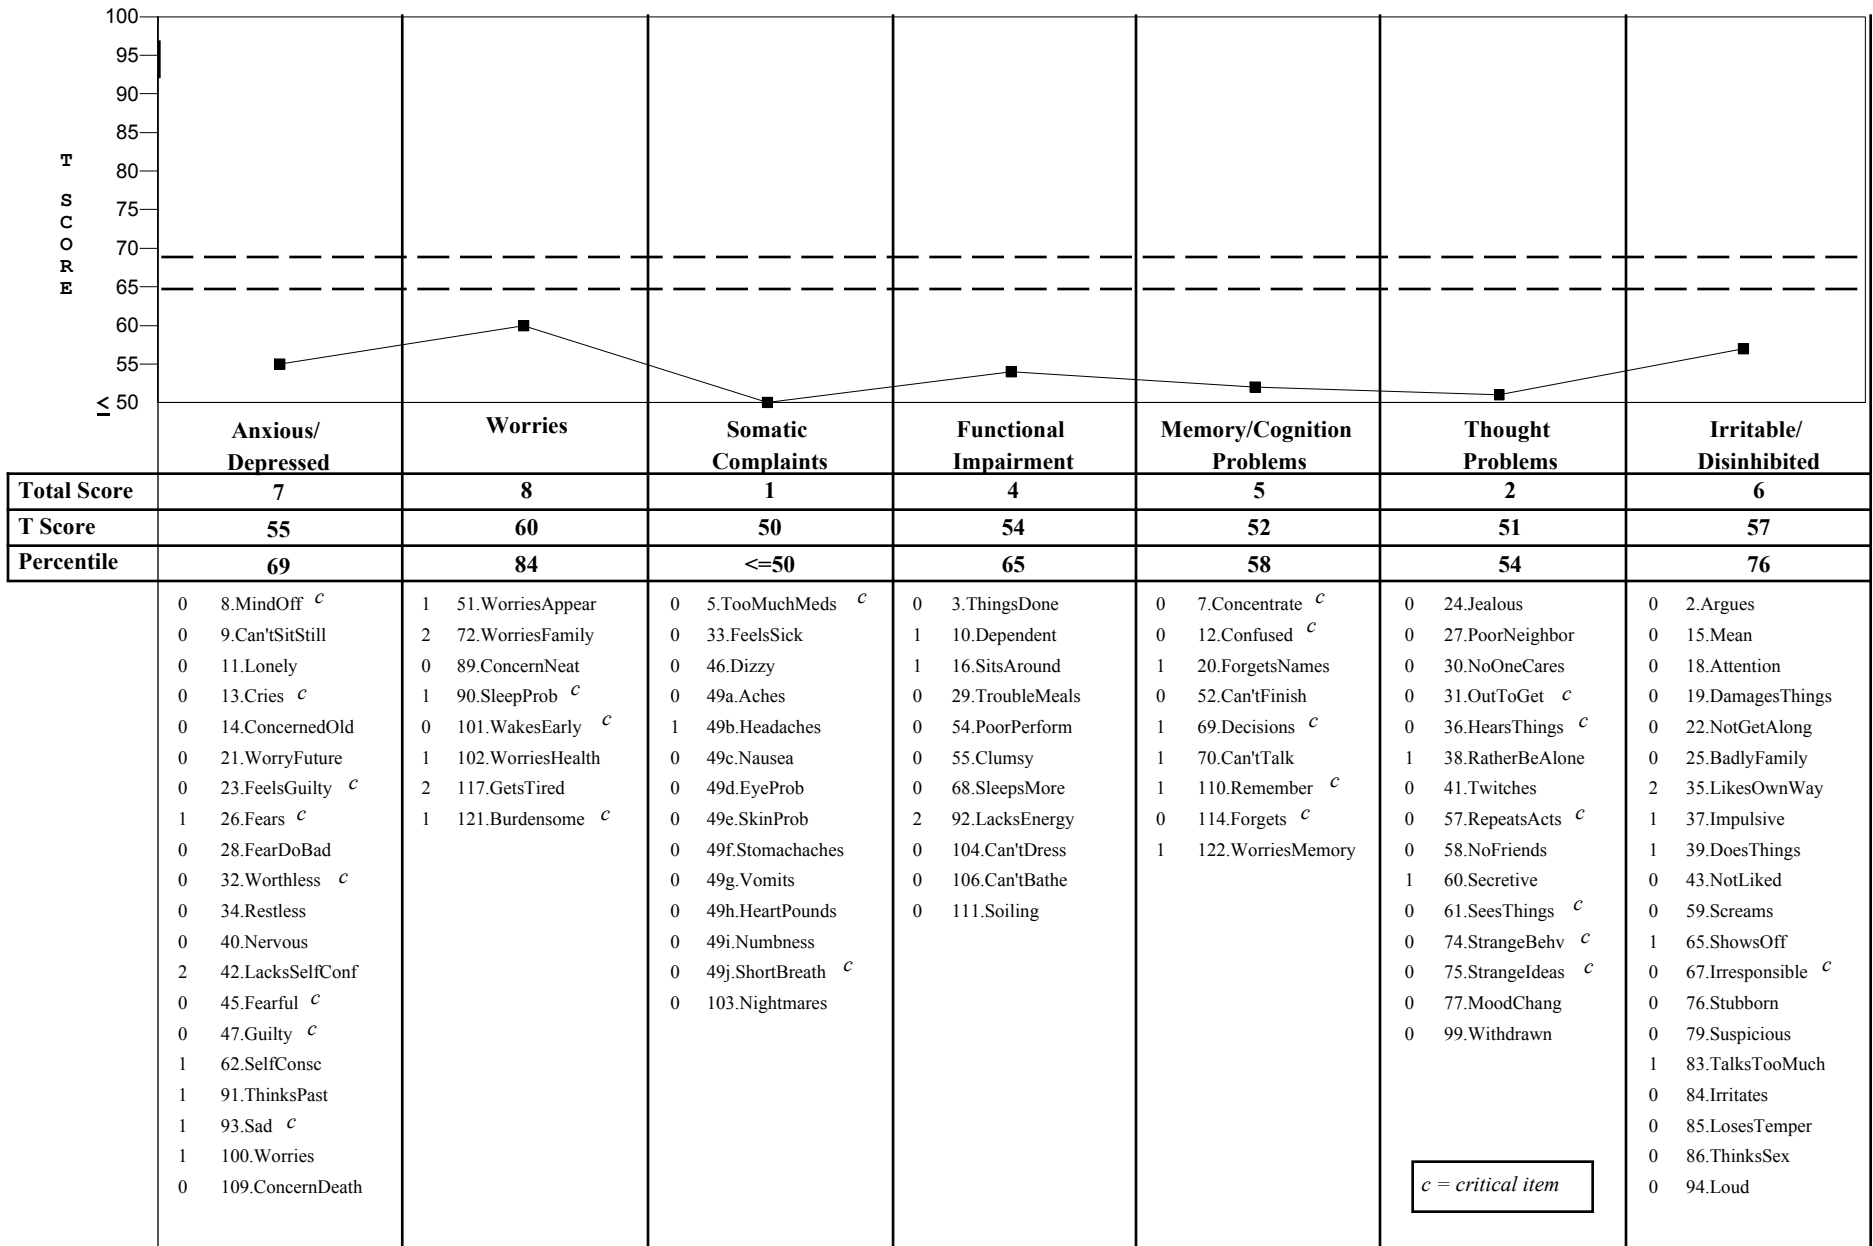 100
95
90
85
80
75
70
65
60
55
≤ 50
T SCORE
Anxious/ Depressed
Worries
Somatic Complaints
Functional Impairment
Memory/Cognition Problems
Thought Problems
Irritable/ Disinhibited
Total Score 7 8 1 4 5 2 6
T Score 55 60 50 54 52 51 57
Percentile 69 84 <=50 65 58 54 76
0 8.MindOff c
0 9.Can'tSitStill
0 11.Lonely
0 13.Cries c
0 14.ConcernedOld
0 21.WorryFuture
0 23.FeelsGuilty c
1 26.Fears c
0 28.FearDoBad
0 32.Worthless c
0 34.Restless
0 40.Nervous
2 42.LacksSelfConf
0 45.Fearful c
0 47.Guilty c
1 62.SelfConsc
1 91.ThinksPast
1 93.Sad c
1 100.Worries
0 109.ConcernDeath
1 51.WorriesAppear
2 72.WorriesFamily
0 89.ConcernNeat
1 90.SleepProb c
0 101.WakesEarly c
1 102.WorriesHealth
2 117.GetsTired
1 121.Burdensome c
0 5.TooMuchMeds c
0 33.FeelsSick
0 46.Dizzy
0 49a.Aches
1 49b.Headaches
0 49c.Nausea
0 49d.EyeProb
0 49e.SkinProb
0 49f.Stomachaches
0 49g.Vomits
0 49h.HeartPounds
0 49i.Numbness
0 49j.ShortBreath c
0 103.Nightmares
0 3.ThingsDone
1 10.Dependent
1 16.SitsAround
0 29.TroubleMeals
0 54.PoorPerform
0 55.Clumsy
0 68.SleepsMore
2 92.LacksEnergy
0 104.Can'tDress
0 106.Can'tBathe
0 111.Soiling
0 7.Concentrate c
0 12.Confused c
1 20.ForgetsNames
0 52.Can'tFinish
1 69.Decisions c
1 70.Can'tTalk
1 110.Remember c
0 114.Forgets c
1 122.WorriesMemory
0 24.Jealous
0 27.PoorNeighbor
0 30.NoOneCares
0 31.OutToGet c
0 36.HearsThings c
1 38.RatherBeAlone
0 41.Twitches
0 57.RepeatsActs c
0 58.NoFriends
1 60.Secretive
0 61.SeesThings c
0 74.StrangeBehv c
0 75.StrangeIdeas c
0 77.MoodChang
0 99.Withdrawn
c = critical item
0 2.Argues
0 15.Mean
0 18.Attention
0 19.DamagesThings
0 22.NotGetAlong
0 25.BadlyFamily
2 35.LikesOwnWay
1 37.Impulsive
1 39.DoesThings
0 43.NotLiked
0 59.Screams
1 65.ShowsOff
0 67.Irresponsible c
0 76.Stubborn
0 79.Suspicious
1 83.TalksTooMuch
0 84.Irritates
0 85.LosesTemper
0 86.ThinksSex
0 94.Loud